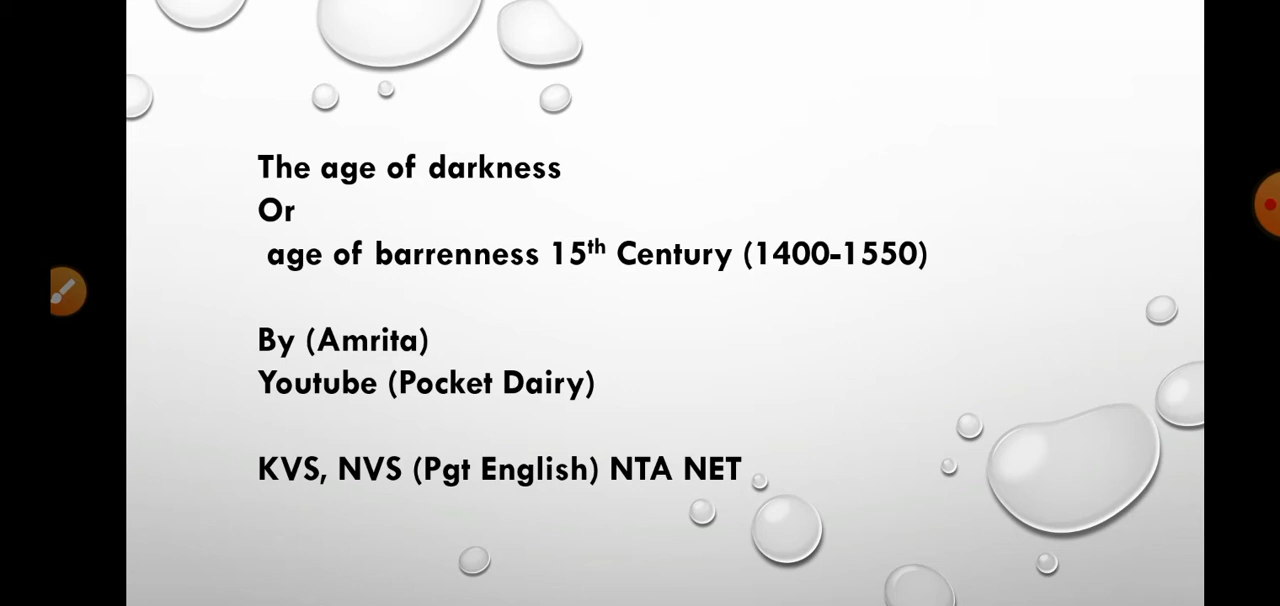 The age of darkness
Or
age of barrenness 15th Century (1400-1550)
By (Amrita)
Youtube (Pocket Dairy)
KVS, NVS (Pgt English) NTA NET